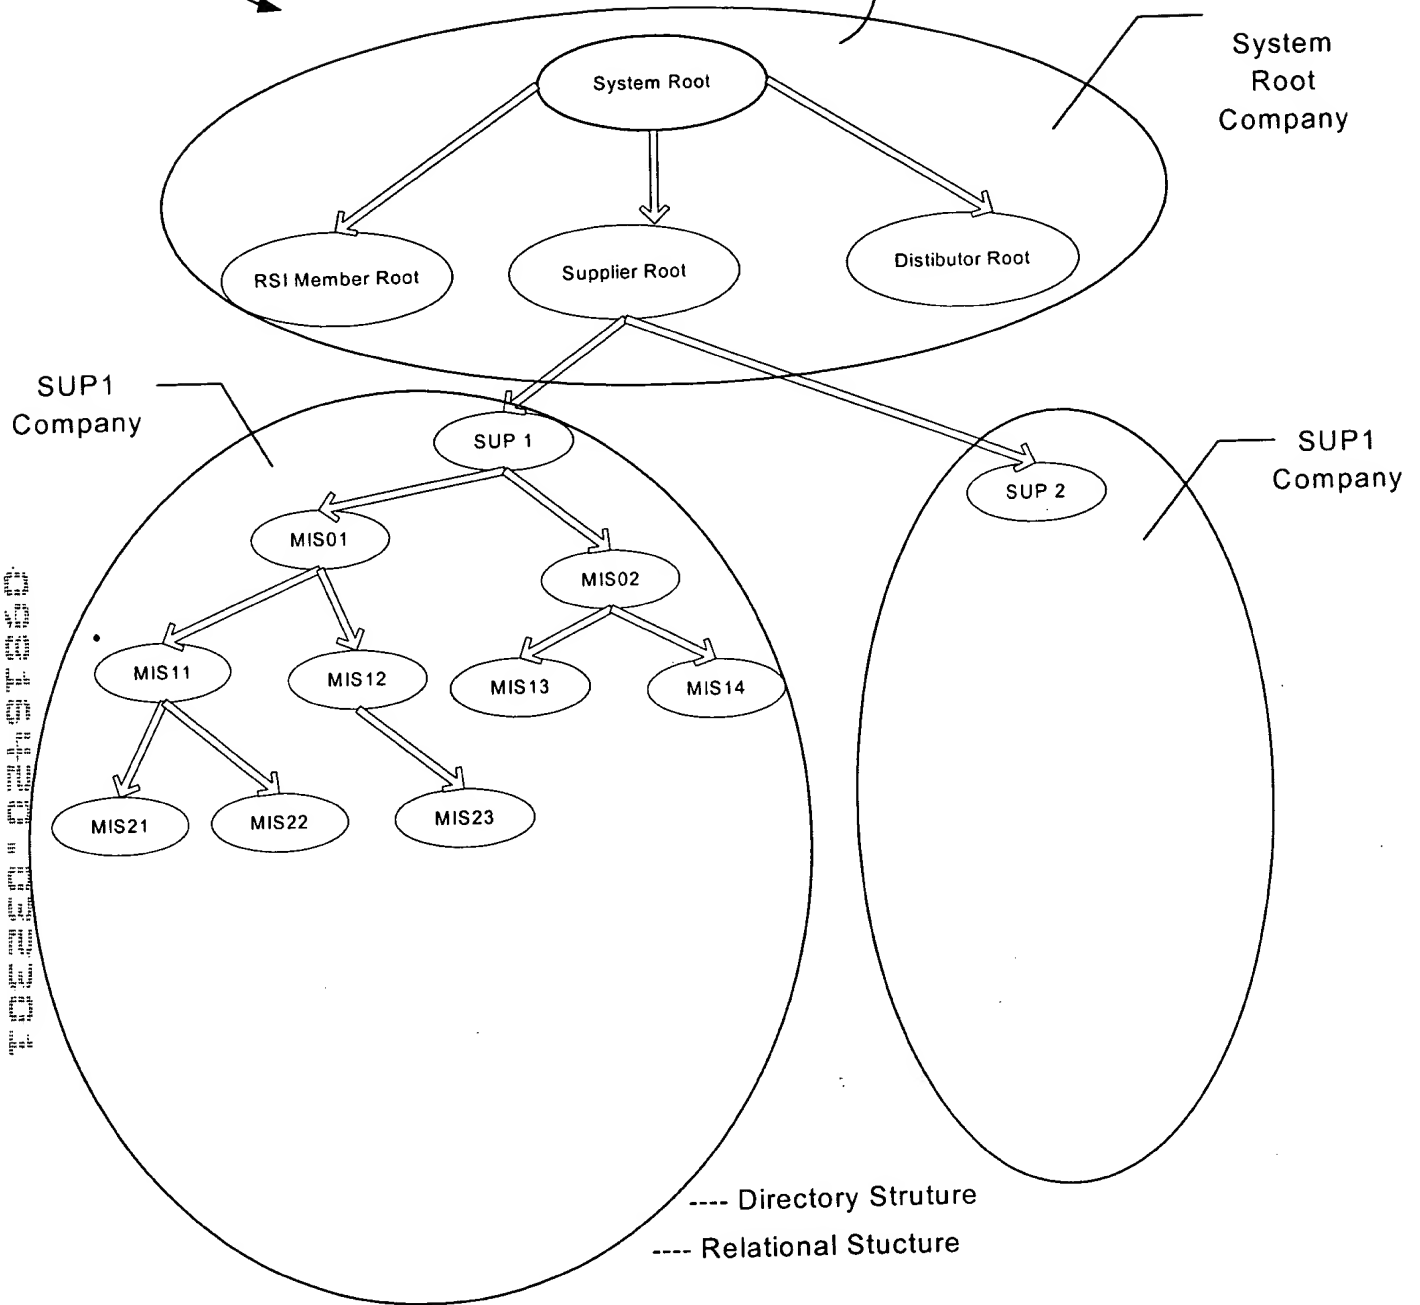 System Root
System
Root
Company
RSI Member Root
Supplier Root
Distibutor Root
SUP1
Company
SUP 1
SUP 2
SUP1
Company
MIS01
MIS02
MIS11
MIS12
MIS13
MIS14
MIS21
MIS22
MIS23
---- Directory Struture
---- Relational Stucture